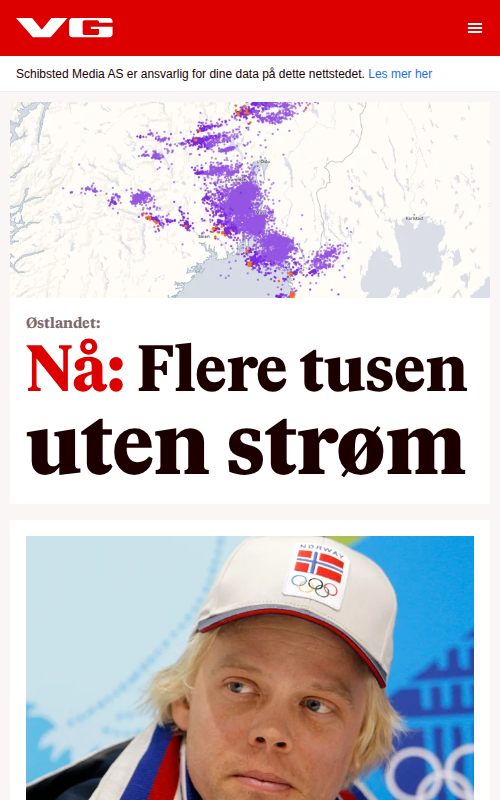 VG
Schibsted Media AS er ansvarlig for dine data på dette nettstedet. Les mer her
Østlandet:
Nå: Flere tusen
uten strøm
NORWAY